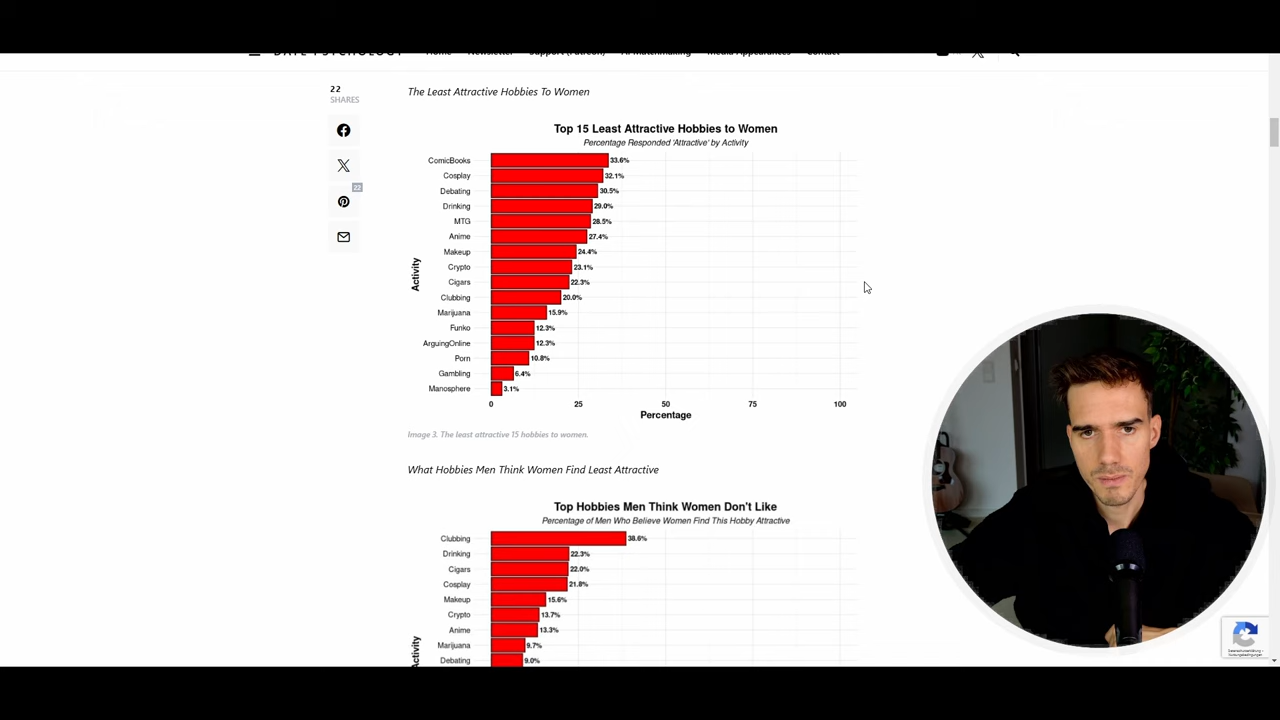 22
SHARES
22
The Least Attractive Hobbies To Women
Top 15 Least Attractive Hobbies to Women
Percentage Responded 'Attractive' by Activity
Activity
ComicBooks 33.6%
Cosplay 32.1%
Debating 30.5%
Drinking 29.0%
MTG 28.5%
Anime 27.4%
Makeup 24.4%
Crypto 23.1%
Cigars 22.3%
Clubbing 20.0%
Marijuana 15.9%
Funko 12.3%
ArguingOnline 12.3%
Porn 10.8%
Gambling 6.4%
Manosphere 3.1%
0 25 50 75 100
Percentage
Image 3. The least attractive 15 hobbies to women.
What Hobbies Men Think Women Find Least Attractive
Top Hobbies Men Think Women Don't Like
Percentage of Men Who Believe Women Find This Hobby Attractive
Clubbing 38.6%
Drinking 22.3%
Cigars 22.0%
Cosplay 21.8%
Makeup 15.6%
Crypto 13.7%
Anime 13.3%
Marijuana 9.7%
Debating 9.0%